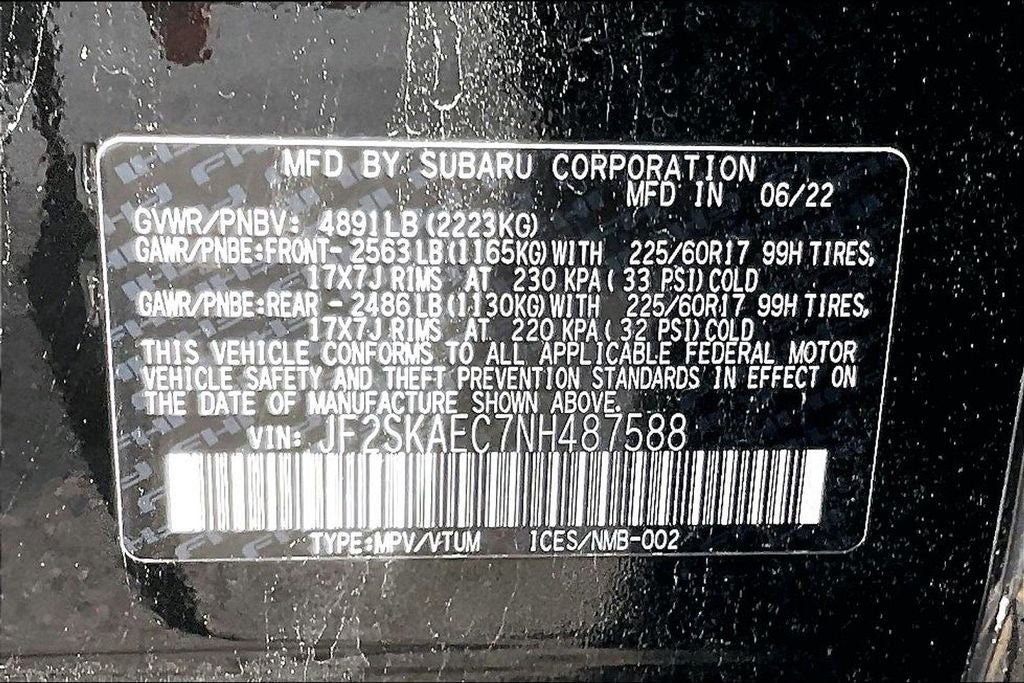 MFD BY SUBARU CORPORATION
MFD IN 06/22
GVWR/PNBV: 4891LB(2223KG)
GAWR/PNBE:FRONT-2563LB(1165KG)WITH 225/60R17 99H TIRES,
17X7J RIMS AT 230 KPA(33 PSI)COLD
GAWR/PNBE:REAR -2486LB(1130KG)WITH 225/60R17 99H TIRES,
17X7J RIMS AT 220 KPA(32 PSI)COLD
THIS VEHICLE CONFORMS TO ALL APPLICABLE FEDERAL MOTOR
VEHICLE SAFETY AND THEFT PREVENTION STANDARDS IN EFFECT ON
THE DATE OF MANUFACTURE SHOWN ABOVE.
VIN: JF2SKAEC7NH487588
TYPE:MPV/VTUM ICES/NMB-002